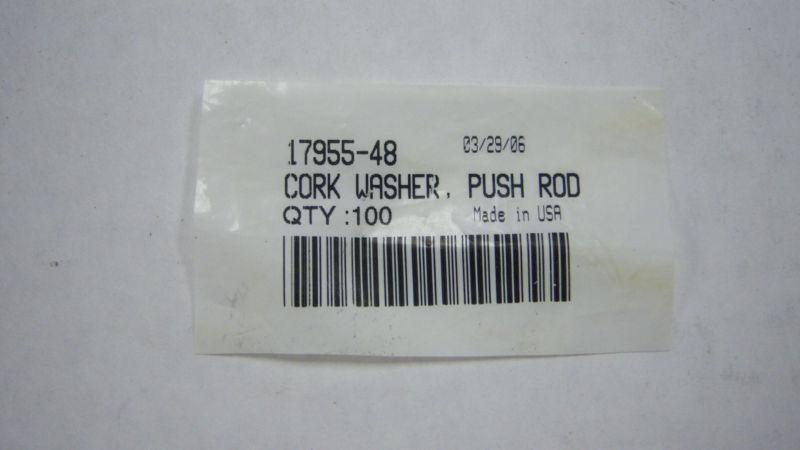 17955-48 03/29/06
CORK WASHER, PUSH ROD
QTY :100 Made in USA